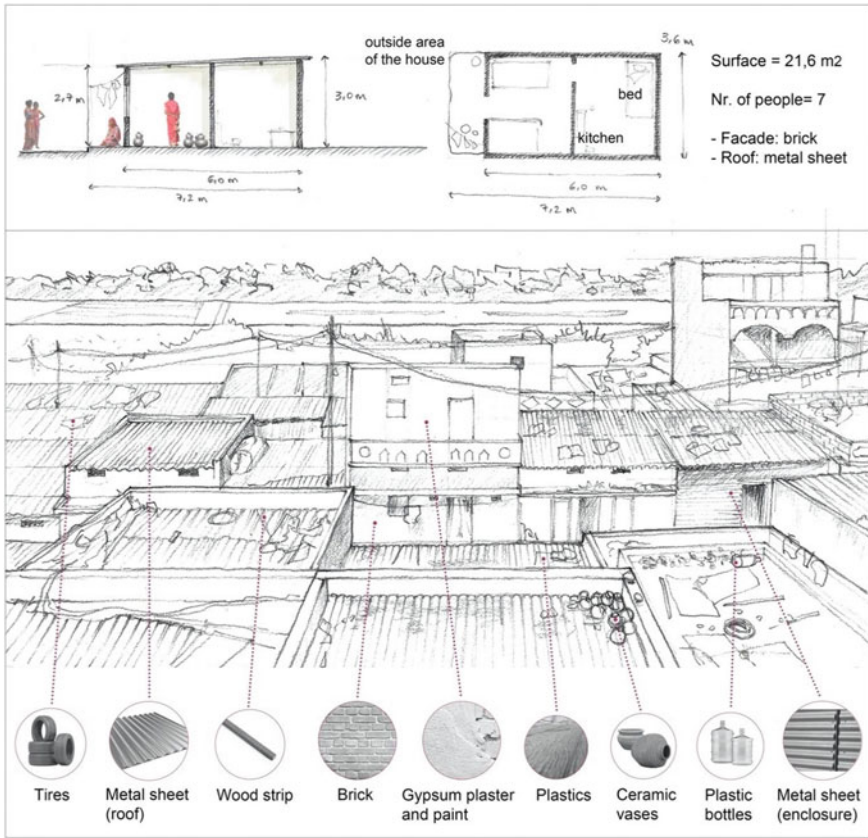 outside area
of the house
2,7 m
3,0 m
6,0 m
7,2 m
3,6 m
bed
kitchen
6,0 m
7,2 m
Surface = 21,6 m2
Nr. of people= 7
- Facade: brick
- Roof: metal sheet
Tires
Metal sheet
(roof)
Wood strip
Brick
Gypsum plaster
and paint
Plastics
Ceramic
vases
Plastic
bottles
Metal sheet
(enclosure)